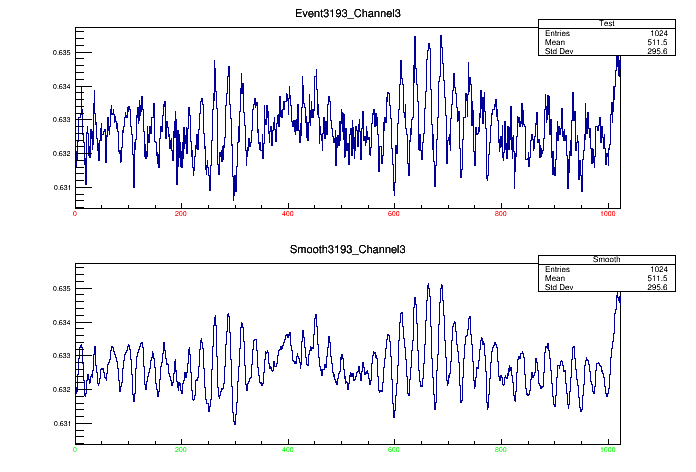 Event3193_Channel3
Test
Entries 1024
Mean 511.5
Std Dev 295.6
0.635
0.634
0.633
0.632
0.631
0 200 400 600 800 1000
Smooth3193_Channel3
Smooth
Entries 1024
Mean 511.5
Std Dev 295.6
0.635
0.634
0.633
0.632
0.631
0 200 400 600 800 1000